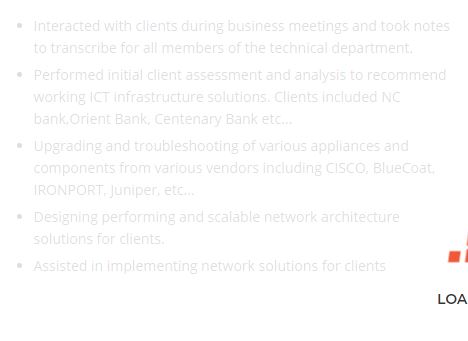 Interacted with clients during business meetings and took notes
to transcribe for all members of the technical department.
Performed initial client assessment and analysis to recommend
working ICT infrastructure solutions. Clients included NC
bank,Orient Bank, Centenary Bank etc...
Upgrading and troubleshooting of various appliances and
components from various vendors including CISCO, BlueCoat,
IRONPORT, Juniper, etc...
Designing performing and scalable network architecture
solutions for clients.
Assisted in implementing network solutions for clients
LOA